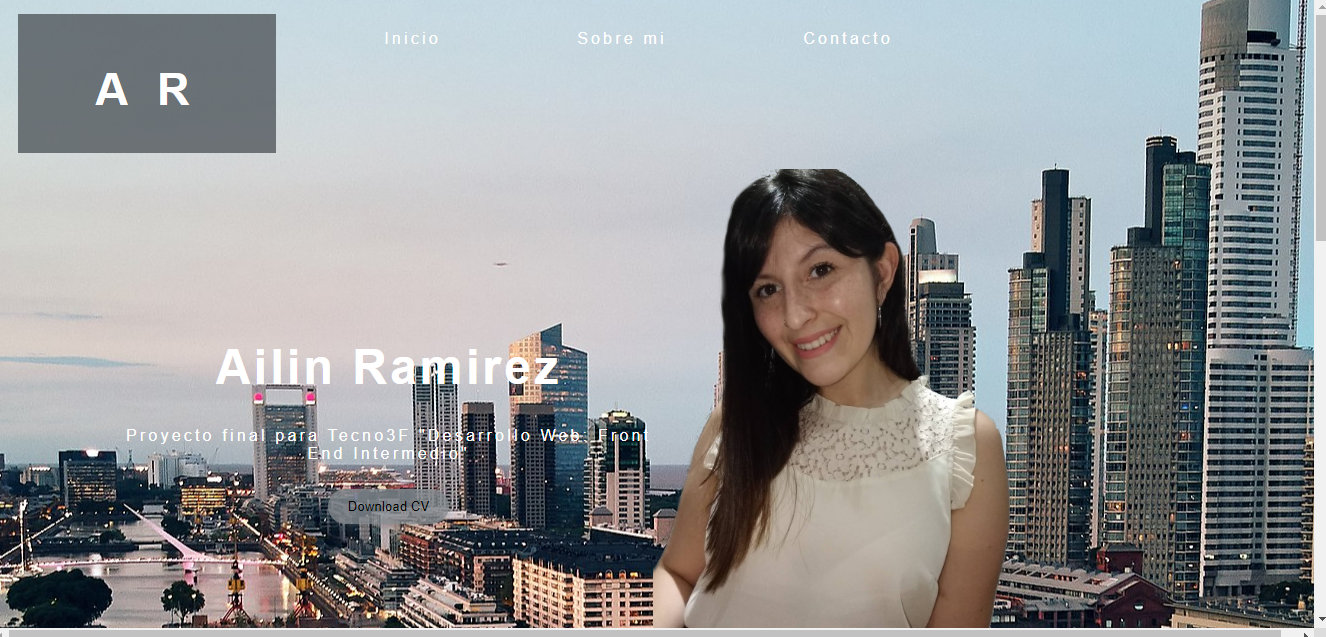 A R
Inicio
Sobre mi
Contacto
Ailin Ramirez
Proyecto final para Tecno3F "Desarrollo Web: Front
End Intermedio"
Download CV